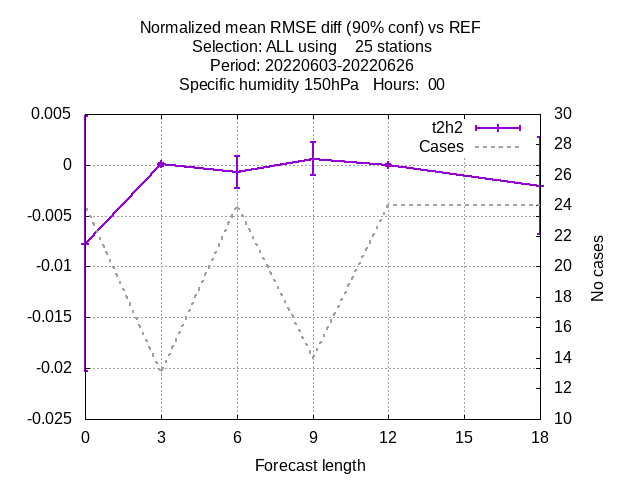 Normalized mean RMSE diff (90% conf) vs REF
Selection: ALL using    25 stations
Period: 20220603-20220626
Specific humidity 150hPa   Hours:  00
t2h2
Cases
0.005
0
-0.005
-0.01
-0.015
-0.02
-0.025
30
28
26
24
22
20
18
16
14
12
10
No cases
0 3 6 9 12 15 18
Forecast length